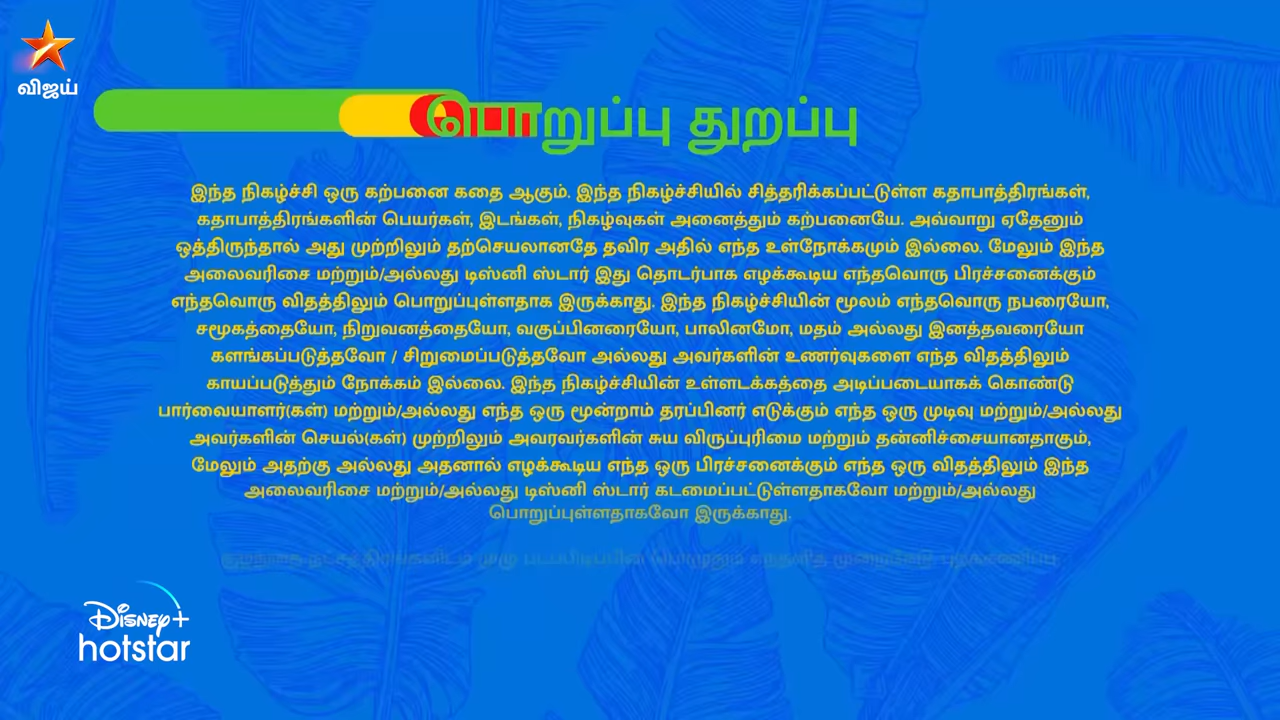 விஜய்
பொறுப்பு துறப்பு
இந்த நிகழ்ச்சி ஒரு கற்பனை கதை ஆகும். இந்த நிகழ்ச்சியில் சித்தரிக்கப்பட்டுள்ள கதாபாத்திரங்கள்,
கதாபாத்திரங்களின் பெயர்கள், இடங்கள், நிகழ்வுகள் அனைத்தும் கற்பனையே. அவ்வாறு ஏதேனும்
ஒத்திருந்தால் அது முற்றிலும் தற்செயலானதே தவிர அதில் எந்த உள்நோக்கமும் இல்லை. மேலும் இந்த
அலைவரிசை மற்றும்/அல்லது டிஸ்னி ஸ்டார் இது தொடர்பாக எழக்கூடிய எந்தவொரு பிரச்சனைக்கும்
எந்தவொரு விதத்திலும் பொறுப்புள்ளதாக இருக்காது. இந்த நிகழ்ச்சியின் மூலம் எந்தவொரு நபரையோ,
சமூகத்தையோ, நிறுவனத்தையோ, வகுப்பினரையோ, பாலினமோ, மதம் அல்லது இனத்தவரையோ
களங்கப்படுத்தவோ / சிறுமைப்படுத்தவோ அல்லது அவர்களின் உணர்வுகளை எந்த விதத்திலும்
காயப்படுத்தும் நோக்கம் இல்லை. இந்த நிகழ்ச்சியின் உள்ளடக்கத்தை அடிப்படையாகக் கொண்டு
பார்வையாளர்(கள்) மற்றும்/அல்லது எந்த ஒரு மூன்றாம் தரப்பினர் எடுக்கும் எந்த ஒரு முடிவு மற்றும்/அல்லது
அவர்களின் செயல்(கள்) முற்றிலும் அவரவர்களின் சுய விருப்புரிமை மற்றும் தன்னிச்சையானதாகும்,
மேலும் அதற்கு அல்லது அதனால் எழக்கூடிய எந்த ஒரு பிரச்சனைக்கும் எந்த ஒரு விதத்திலும் இந்த
அலைவரிசை மற்றும்/அல்லது டிஸ்னி ஸ்டார் கடமைப்பட்டுள்ளதாகவோ மற்றும்/அல்லது
பொறுப்புள்ளதாகவோ இருக்காது.
Disney+
hotstar